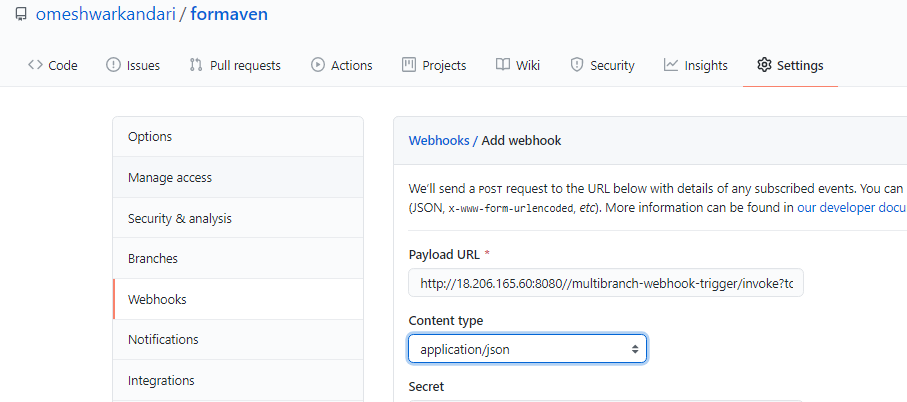 omeshwarkandari / formaven
Code Issues Pull requests Actions Projects Wiki Security Insights Settings
Options
Manage access
Security & analysis
Branches
Webhooks
Notifications
Integrations
Webhooks / Add webhook
We'll send a POST request to the URL below with details of any subscribed events. You can
(JSON, x-www-form-urlencoded, etc). More information can be found in our developer docu
Payload URL *
http://18.206.165.60:8080//multibranch-webhook-trigger/invoke?tc
Content type
application/json
Secret